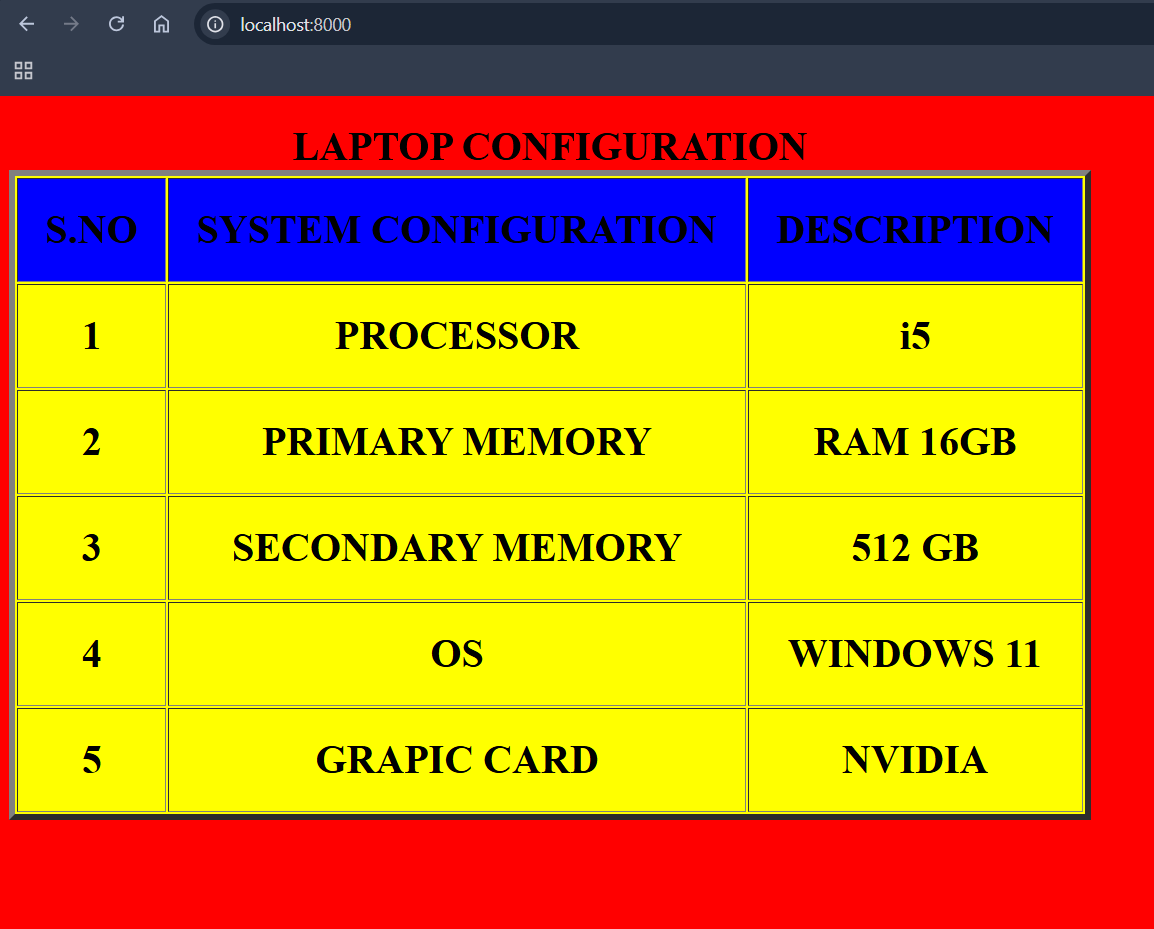 localhost:8000
LAPTOP CONFIGURATION
S.NO SYSTEM CONFIGURATION DESCRIPTION
1 PROCESSOR i5
2 PRIMARY MEMORY RAM 16GB
3 SECONDARY MEMORY 512 GB
4 OS WINDOWS 11
5 GRAPIC CARD NVIDIA